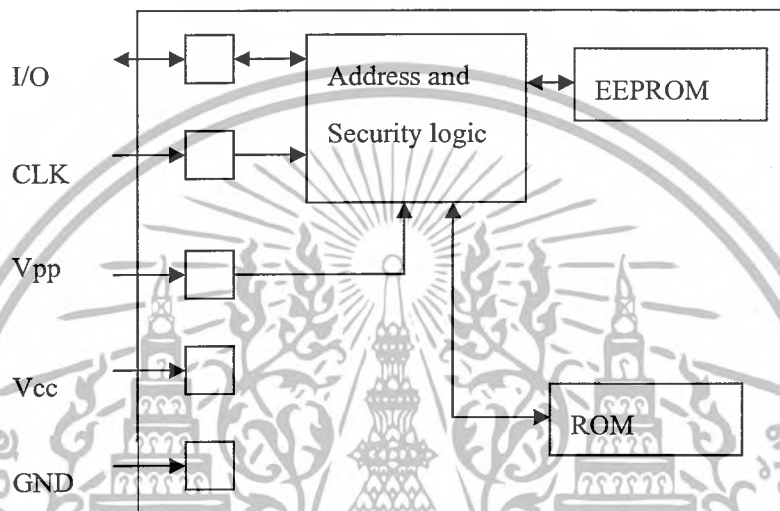 I/O
Address and
Security logic
EEPROM
CLK
Vpp
Vcc
ROM
GND